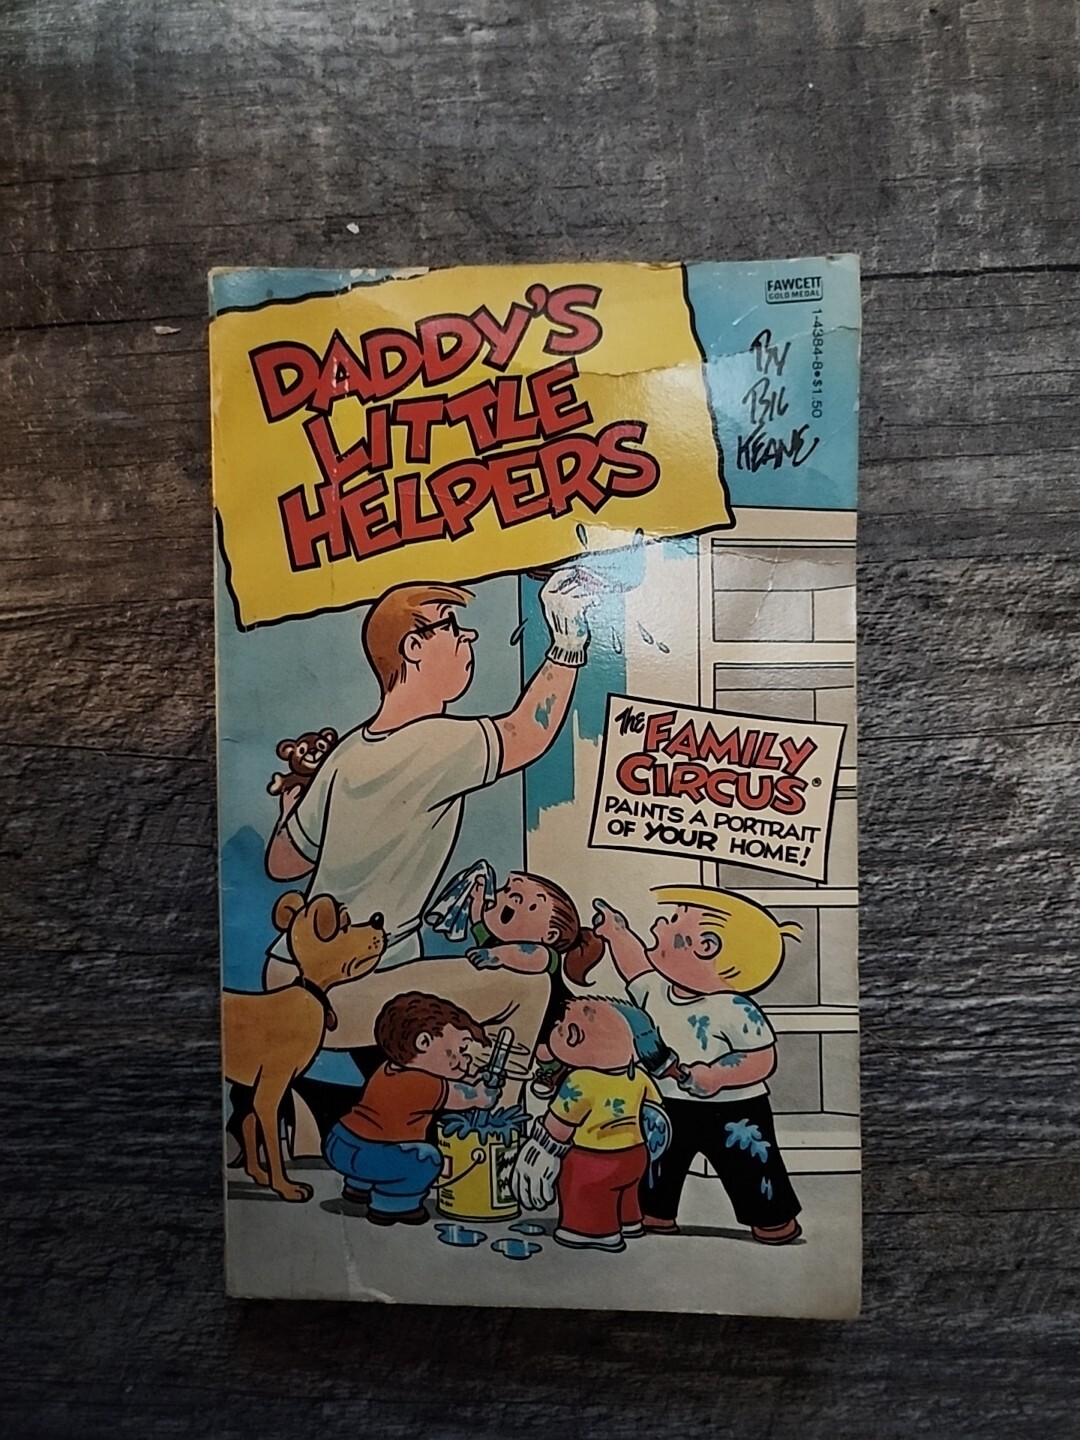 DADDY'S
LITTLE
HELPERS
FAWCETT
GOLD MEDAL
1-4384-8•$1.50
BY
BIL
KEANE
The
FAMILY
CIRCUS®
PAINTS A PORTRAIT
OF YOUR HOME!